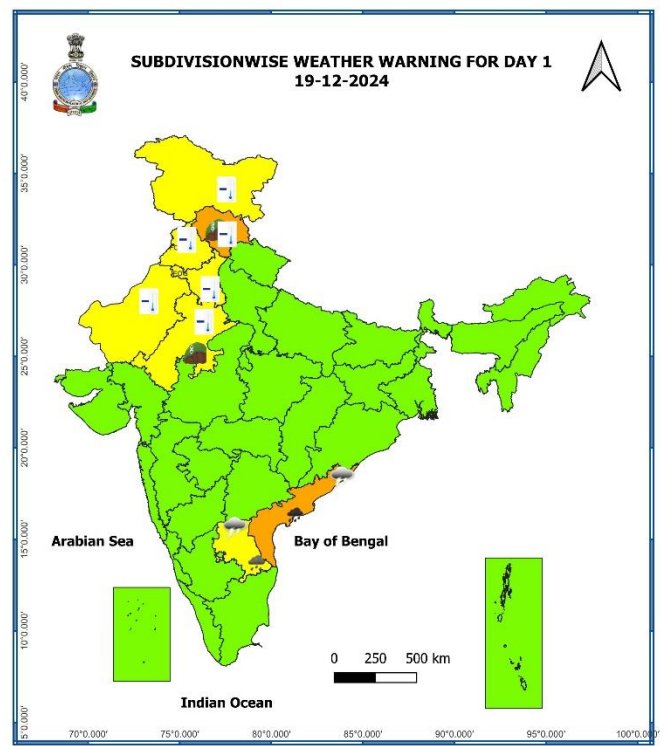 SUBDIVISIONWISE WEATHER WARNING FOR DAY 1
19-12-2024
40°0.000'
35°0.000'
30°0.000'
25°0.000'
20°0.000'
15°0.000'
10°0.000'
5°0.000'
Arabian Sea
Bay of Bengal
0 250 500 km
Indian Ocean
70°0.000' 75°0.000' 80°0.000' 85°0.000' 90°0.000' 95°0.000' 100°0.000'